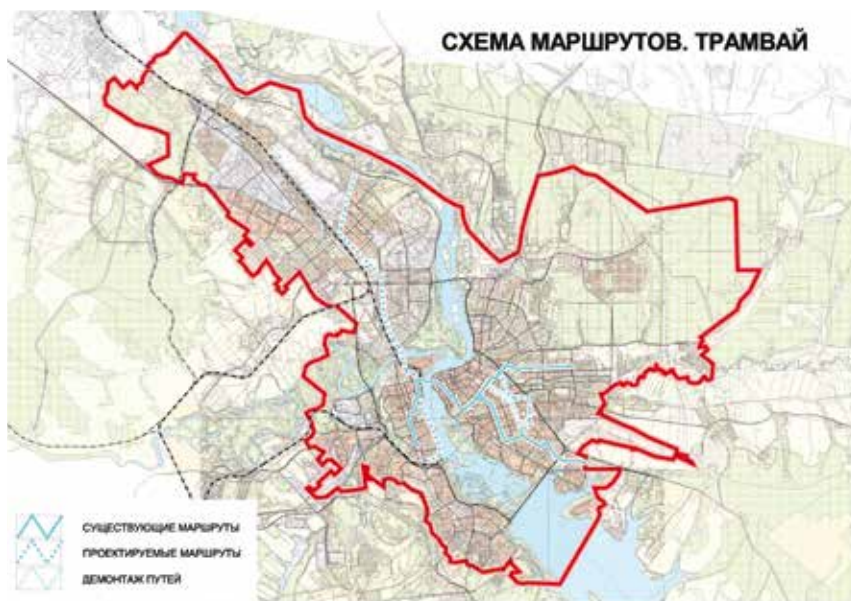 СХЕМА МАРШРУТОВ. ТРАМВАЙ
СУЩЕСТВУЮЩИЕ МАРШРУТЫ
ПРОЕКТИРУЕМЫЕ МАРШРУТЫ
ДЕМОНТАЖ ПУТЕЙ